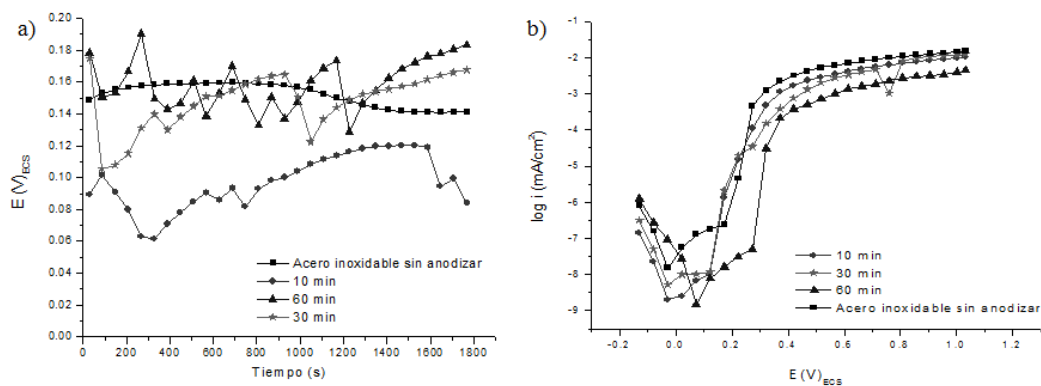 a)
0.20
0.18
0.16
0.14
0.12
0.10
0.08
0.06
0.04
0.02
0.00
E (V)ECS
0 200 400 600 800 1000 1200 1400 1600 1800
Tiempo (s)
Acero inoxidable sin anodizar
10 min
60 min
30 min
b)
-1
-2
-3
-4
-5
-6
-7
-8
-9
log i (mA/cm²)
-0.2 0.0 0.2 0.4 0.6 0.8 1.0 1.2
E (V)ECS
10 min
30 min
60 min
Acero inoxidable sin anodizar